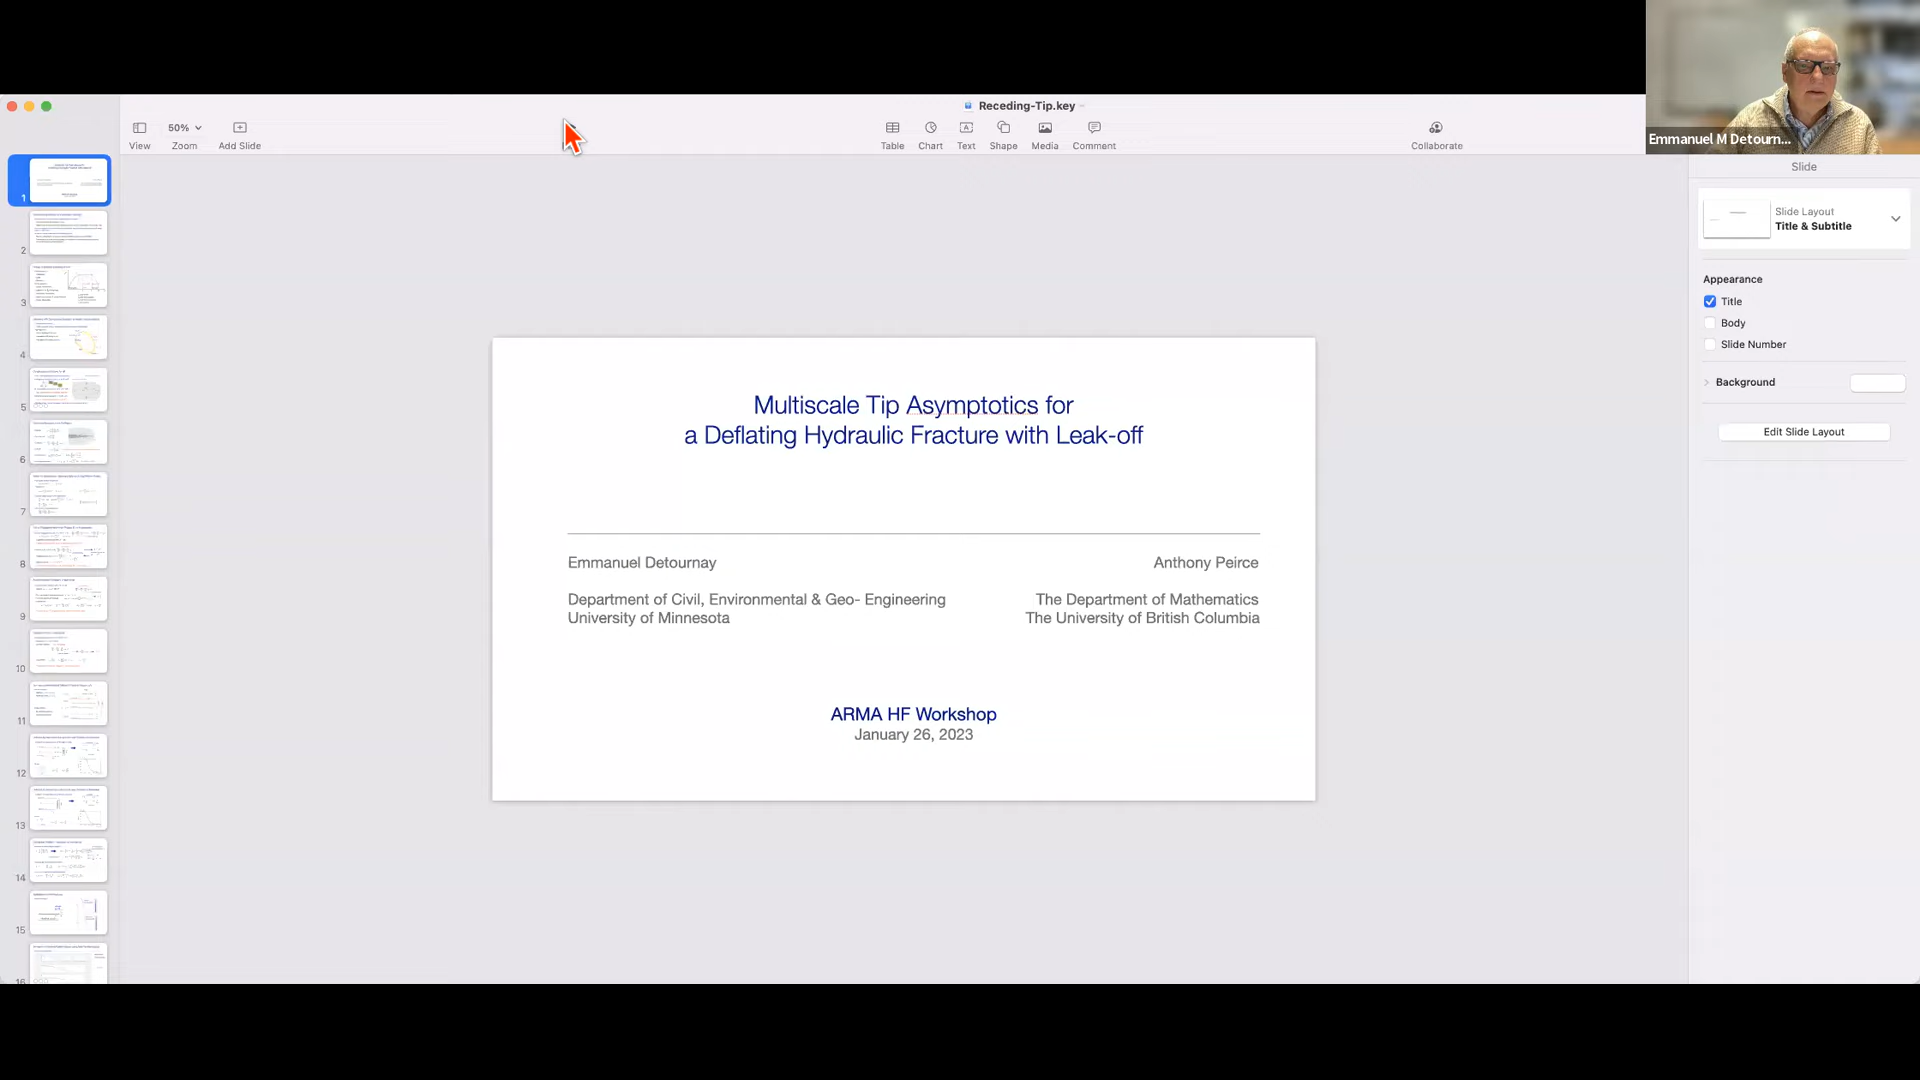 Receding-Tip.key
View
50%
Zoom
Add Slide
Table
Chart
Text
Shape
Media
Comment
Collaborate
Emmanuel M Detourn...
Slide
Slide Layout
Title & Subtitle
Appearance
Title
Body
Slide Number
Background
Edit Slide Layout
1
2
3
4
5
6
7
8
9
10
11
12
13
14
15
16
Multiscale Tip Asymptotics for
a Deflating Hydraulic Fracture with Leak-off
Emmanuel Detournay
Anthony Peirce
Department of Civil, Environmental & Geo- Engineering
University of Minnesota
The Department of Mathematics
The University of British Columbia
ARMA HF Workshop
January 26, 2023